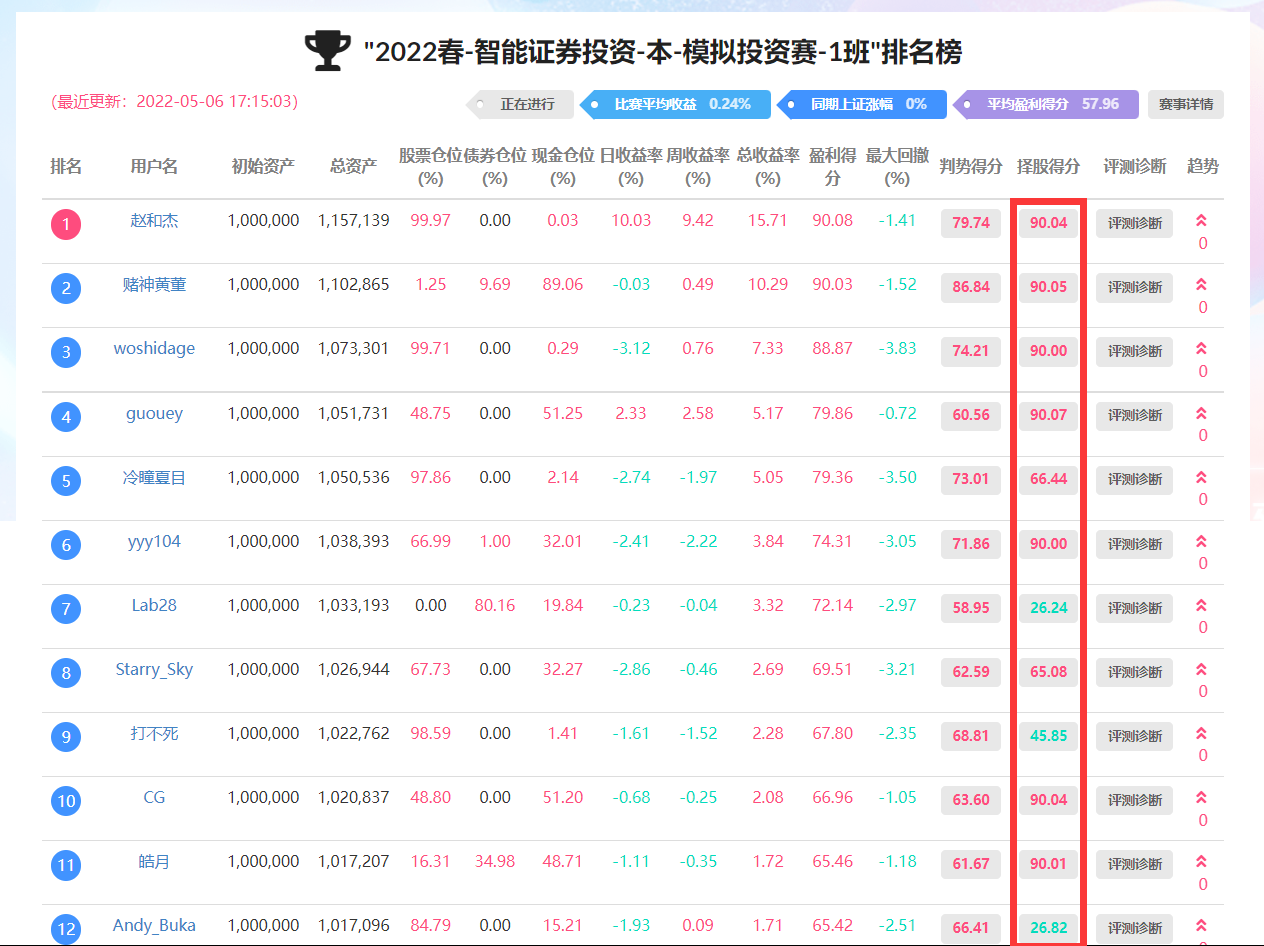 "2022春-智能证券投资-本-模拟投资赛-1班"排名榜
(最近更新：2022-05-06 17:15:03)
正在进行 比赛平均收益 0.24% 同期上证涨幅 0% 平均盈利得分 57.96 赛事详情
排名 用户名 初始资产 总资产 股票仓位(%) 债券仓位(%) 现金仓位(%) 日收益率(%) 周收益率(%) 总收益率(%) 盈利得分 最大回撤(%) 判势得分 择股得分 评测诊断 趋势
1 赵和杰 1,000,000 1,157,139 99.97 0.00 0.03 10.03 9.42 15.71 90.08 -1.41 79.74 90.04 评测诊断 0
2 赌神黄董 1,000,000 1,102,865 1.25 9.69 89.06 -0.03 0.49 10.29 90.03 -1.52 86.84 90.05 评测诊断 0
3 woshidage 1,000,000 1,073,301 99.71 0.00 0.29 -3.12 0.76 7.33 88.87 -3.83 74.21 90.00 评测诊断 0
4 guouey 1,000,000 1,051,731 48.75 0.00 51.25 2.33 2.58 5.17 79.86 -0.72 60.56 90.07 评测诊断 0
5 冷瞳夏目 1,000,000 1,050,536 97.86 0.00 2.14 -2.74 -1.97 5.05 79.36 -3.50 73.01 66.44 评测诊断 0
6 yyy104 1,000,000 1,038,393 66.99 1.00 32.01 -2.41 -2.22 3.84 74.31 -3.05 71.86 90.00 评测诊断 0
7 Lab28 1,000,000 1,033,193 0.00 80.16 19.84 -0.23 -0.04 3.32 72.14 -2.97 58.95 26.24 评测诊断 0
8 Starry_Sky 1,000,000 1,026,944 67.73 0.00 32.27 -2.86 -0.46 2.69 69.51 -3.21 62.59 65.08 评测诊断 0
9 打不死 1,000,000 1,022,762 98.59 0.00 1.41 -1.61 -1.52 2.28 67.80 -2.35 68.81 45.85 评测诊断 0
10 CG 1,000,000 1,020,837 48.80 0.00 51.20 -0.68 -0.25 2.08 66.96 -1.05 63.60 90.04 评测诊断 0
11 皓月 1,000,000 1,017,207 16.31 34.98 48.71 -1.11 -0.35 1.72 65.46 -1.18 61.67 90.01 评测诊断 0
12 Andy_Buka 1,000,000 1,017,096 84.79 0.00 15.21 -1.93 0.09 1.71 65.42 -2.51 66.41 26.82 评测诊断